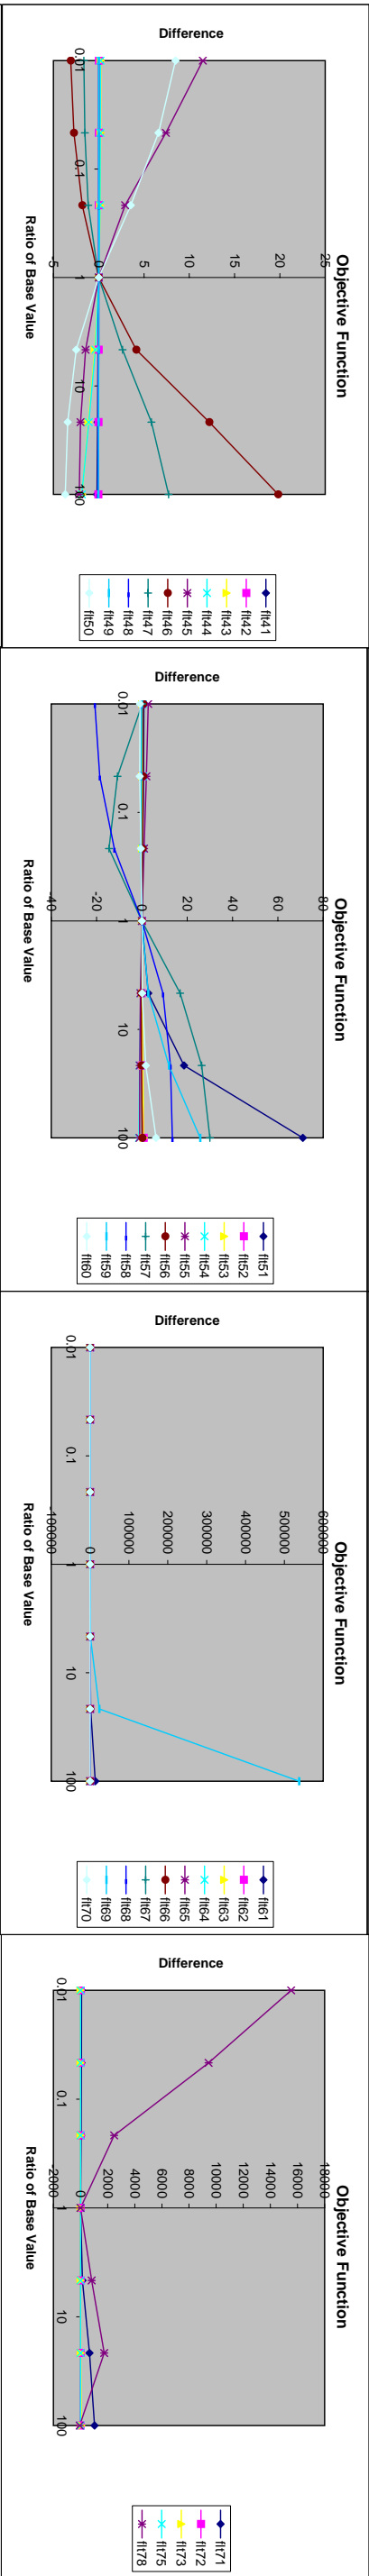 Objective Function
25
20
15
10
5
0
-5
0.01
0.1
1
10
100
Difference
Ratio of Base Value
flt41
flt42
flt43
flt44
flt45
flt46
flt47
flt48
flt49
flt50
Objective Function
80
60
40
20
0
-20
-40
0.01
0.1
1
10
100
Difference
Ratio of Base Value
flt51
flt52
flt53
flt54
flt55
flt56
flt57
flt58
flt59
flt60
Objective Function
600000
500000
400000
300000
200000
100000
0
-100000
0.01
0.1
1
10
100
Difference
Ratio of Base Value
flt61
flt62
flt63
flt64
flt65
flt66
flt67
flt68
flt69
flt70
Objective Function
18000
16000
14000
12000
10000
8000
6000
4000
2000
0
-2000
0.01
0.1
1
10
100
Difference
Ratio of Base Value
flt71
flt72
flt73
flt75
flt78